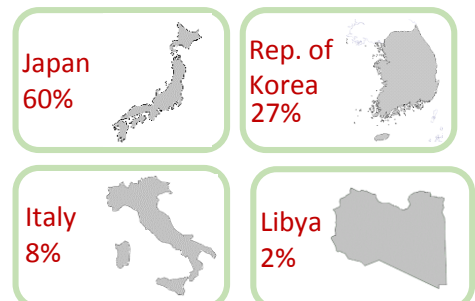 Japan
60%
Rep. of
Korea
27%
Italy
8%
Libya
2%